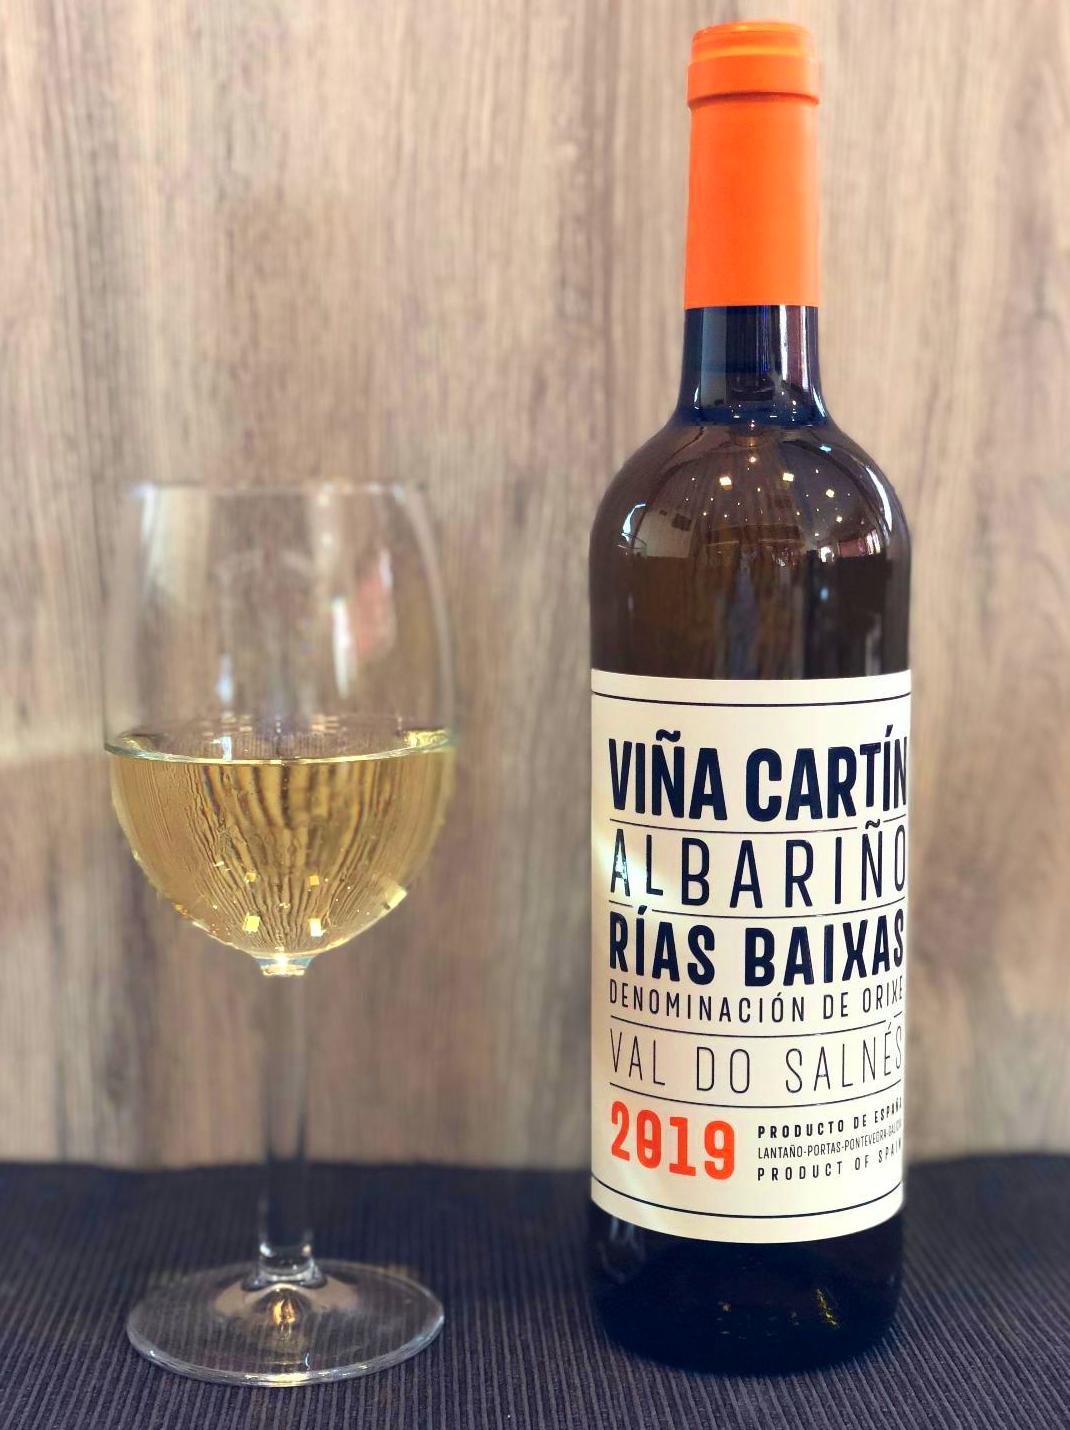 VIÑA CARTÍN
ALBARIÑO
RÍAS BAIXAS
DENOMINACIÓN DE ORIXE
VAL DO SALNÉS
2019
PRODUCTO DE ESPAÑA
LANTAÑO-PORTAS-PONTEVEDRA-GALICIA
PRODUCT OF SPAIN